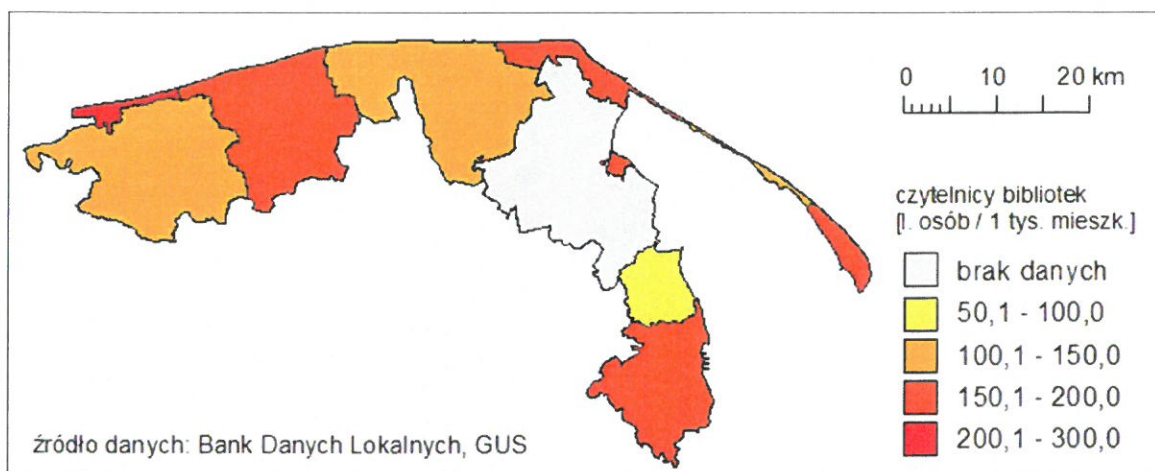 0 10 20 km
czytelnicy bibliotek
[l. osób / 1 tys. mieszk.]
brak danych
50,1 - 100,0
100,1 - 150,0
150,1 - 200,0
200,1 - 300,0
źródło danych: Bank Danych Lokalnych, GUS